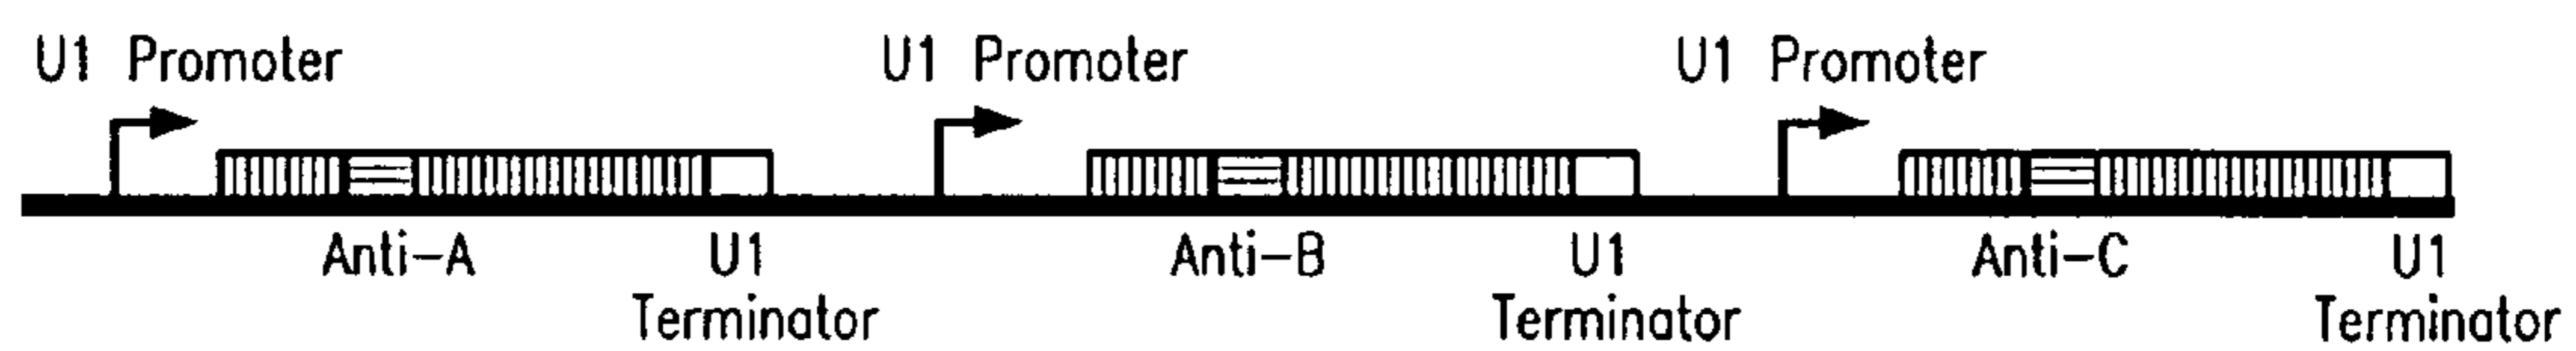 U1 Promoter U1 Promoter U1 Promoter
Anti-A U1 Anti-B U1 Anti-C U1
Terminator Terminator Terminator